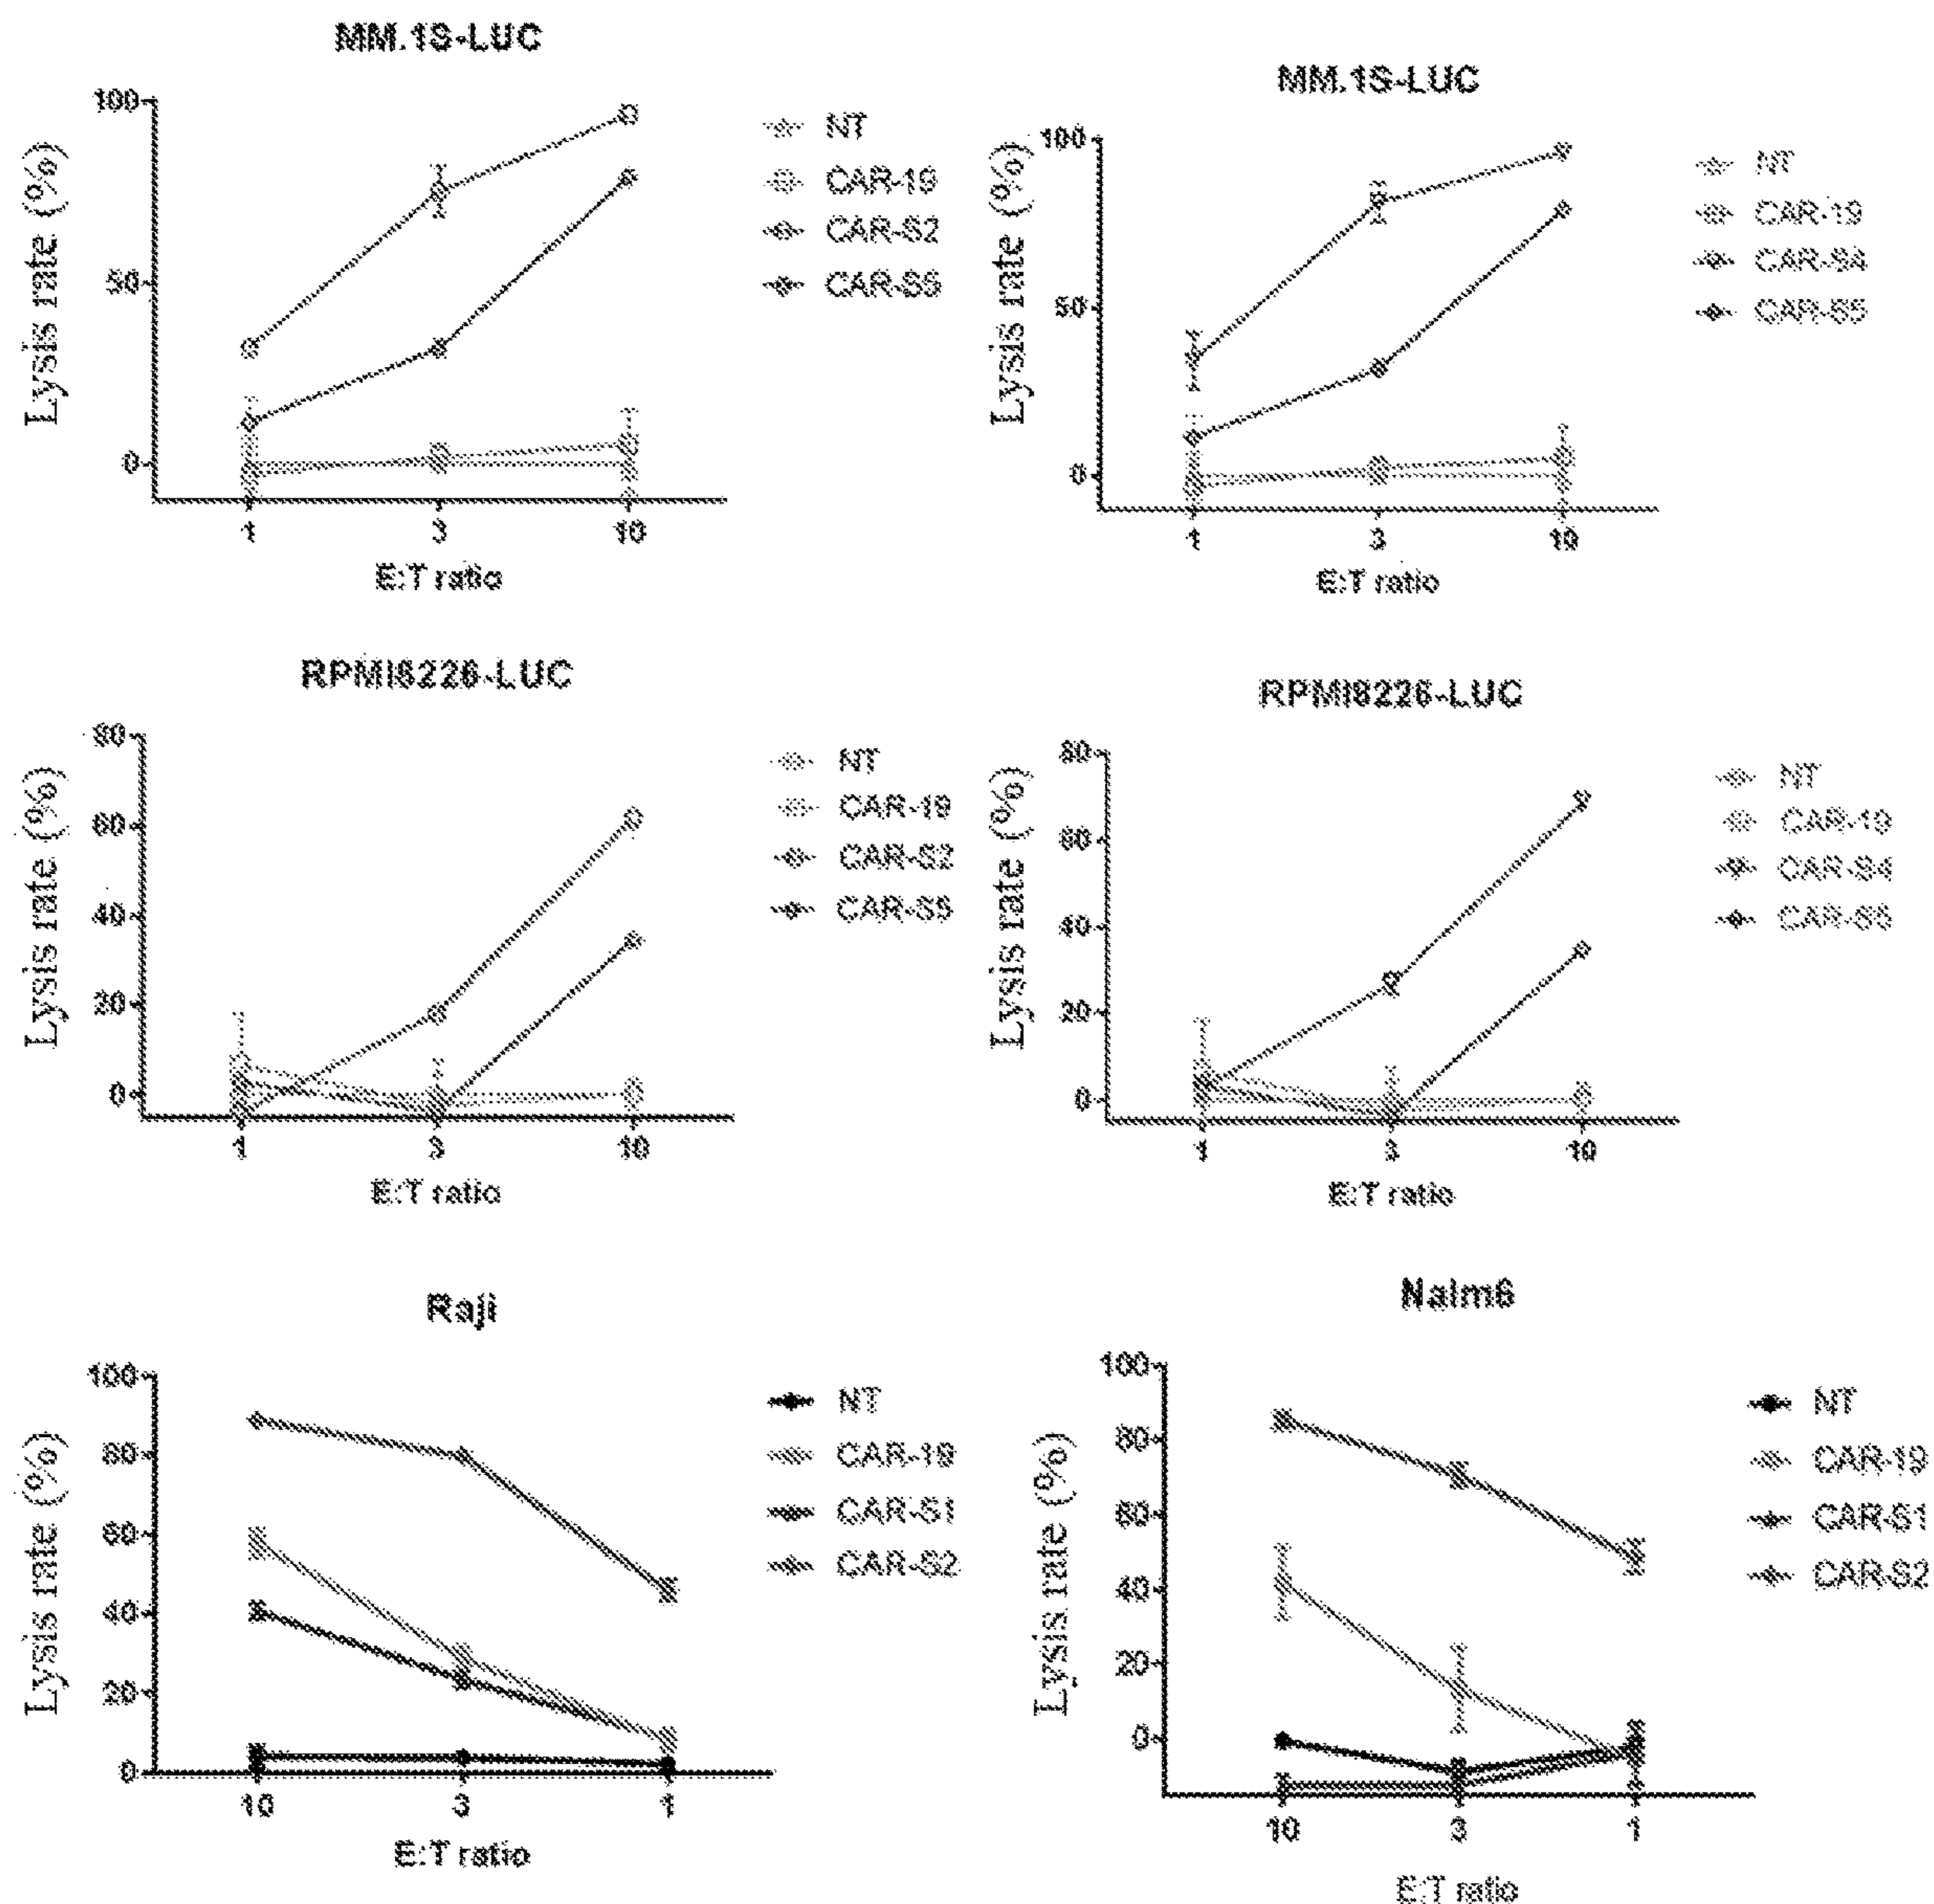 MM.1S-LUC
Lysis rate (%)
100
50
0
1
3
10
E:T ratio
NT
CAR-19
CAR-S2
CAR-S5
MM.1S-LUC
Lysis rate (%)
100
50
0
1
3
10
E:T ratio
NT
CAR-19
CAR-S4
CAR-S5
RPMI8226-LUC
Lysis rate (%)
80
60
40
20
0
1
3
10
E:T ratio
NT
CAR-19
CAR-S2
CAR-S5
RPMI8226-LUC
Lysis rate (%)
80
60
40
20
0
1
3
10
E:T ratio
NT
CAR-19
CAR-S4
CAR-S5
Raji
Lysis rate (%)
100
80
60
40
20
0
10
3
1
E:T ratio
NT
CAR-19
CAR-S1
CAR-S2
Nalm6
Lysis rate (%)
100
80
60
40
20
0
10
3
1
E:T ratio
NT
CAR-19
CAR-S1
CAR-S2